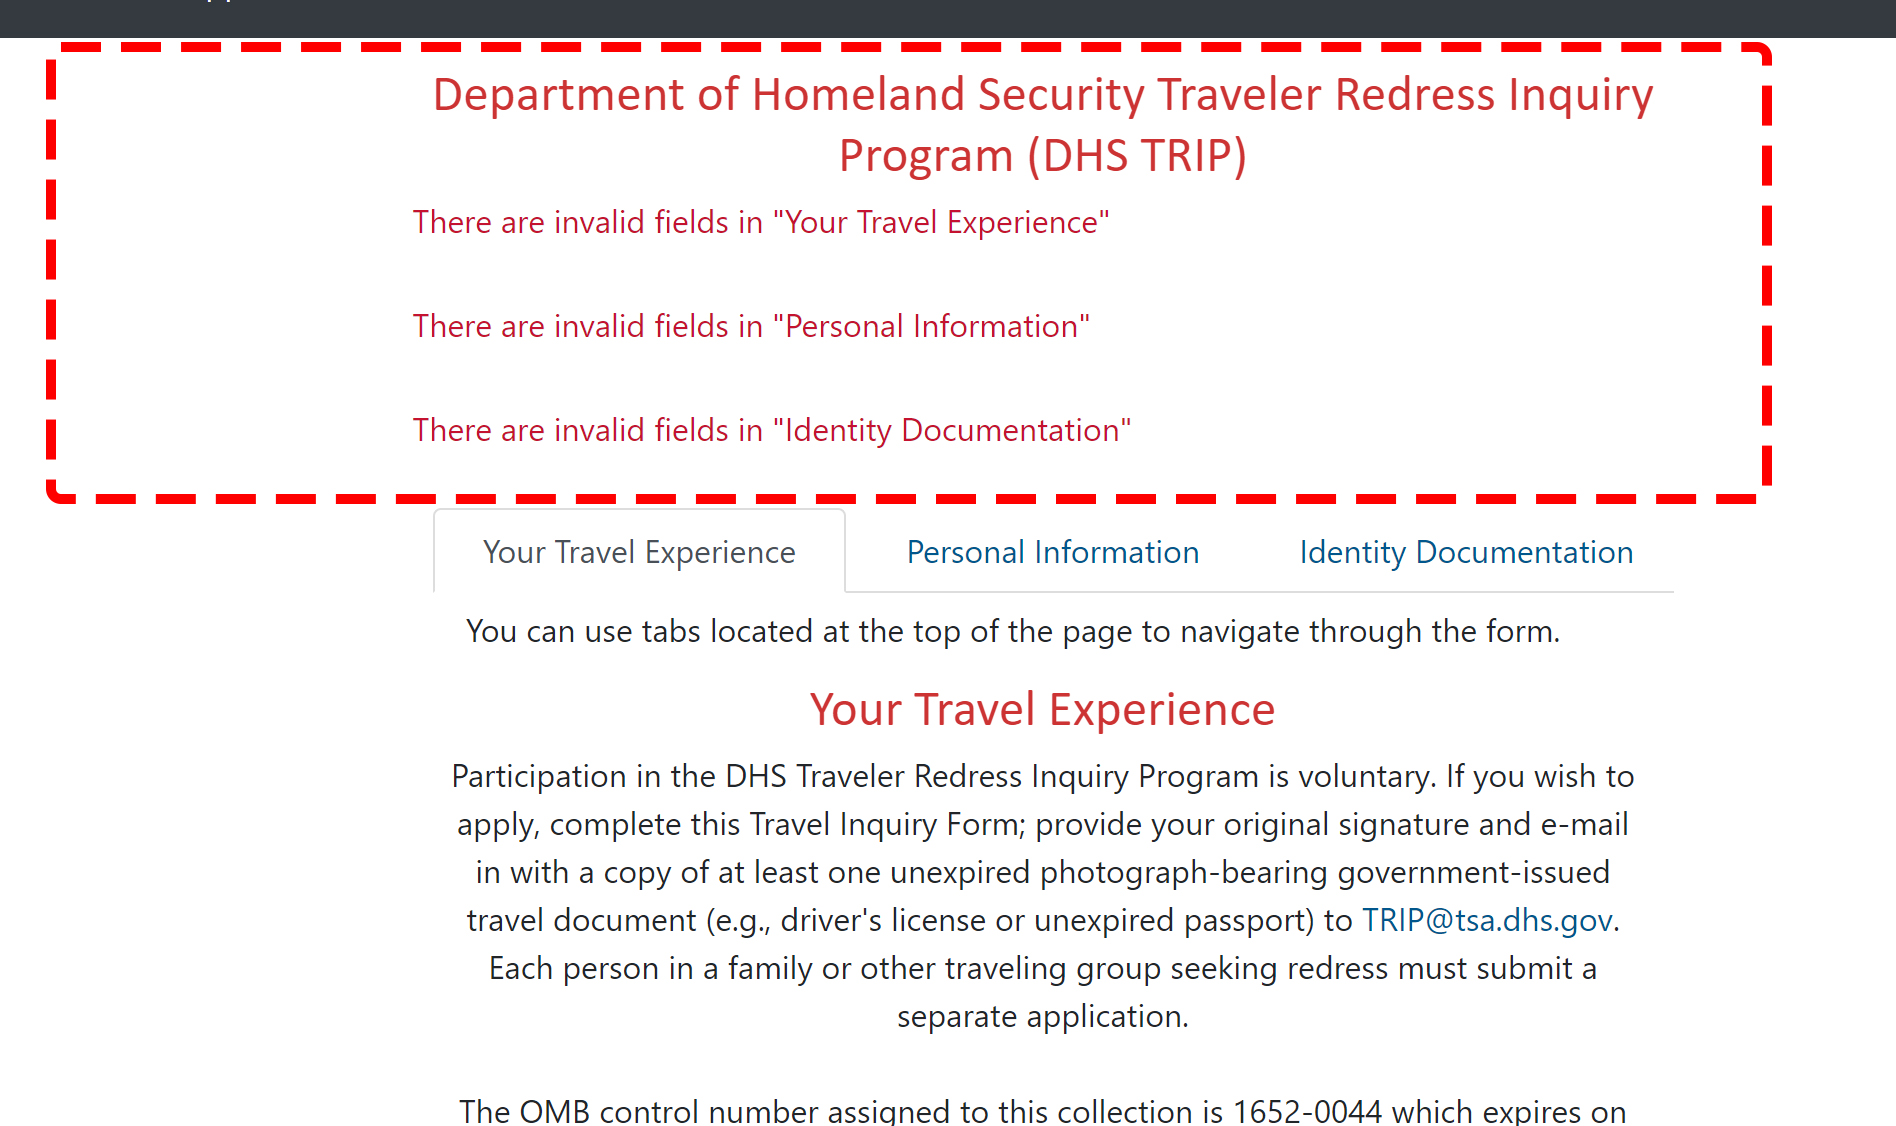 Department of Homeland Security Traveler Redress Inquiry
Program (DHS TRIP)
There are invalid fields in "Your Travel Experience"
There are invalid fields in "Personal Information"
There are invalid fields in "Identity Documentation"
Your Travel Experience
Personal Information
Identity Documentation
You can use tabs located at the top of the page to navigate through the form.
Your Travel Experience
Participation in the DHS Traveler Redress Inquiry Program is voluntary. If you wish to
apply, complete this Travel Inquiry Form; provide your original signature and e-mail
in with a copy of at least one unexpired photograph-bearing government-issued
travel document (e.g., driver's license or unexpired passport) to TRIP@tsa.dhs.gov.
Each person in a family or other traveling group seeking redress must submit a
separate application.
The OMB control number assigned to this collection is 1652-0044 which expires on